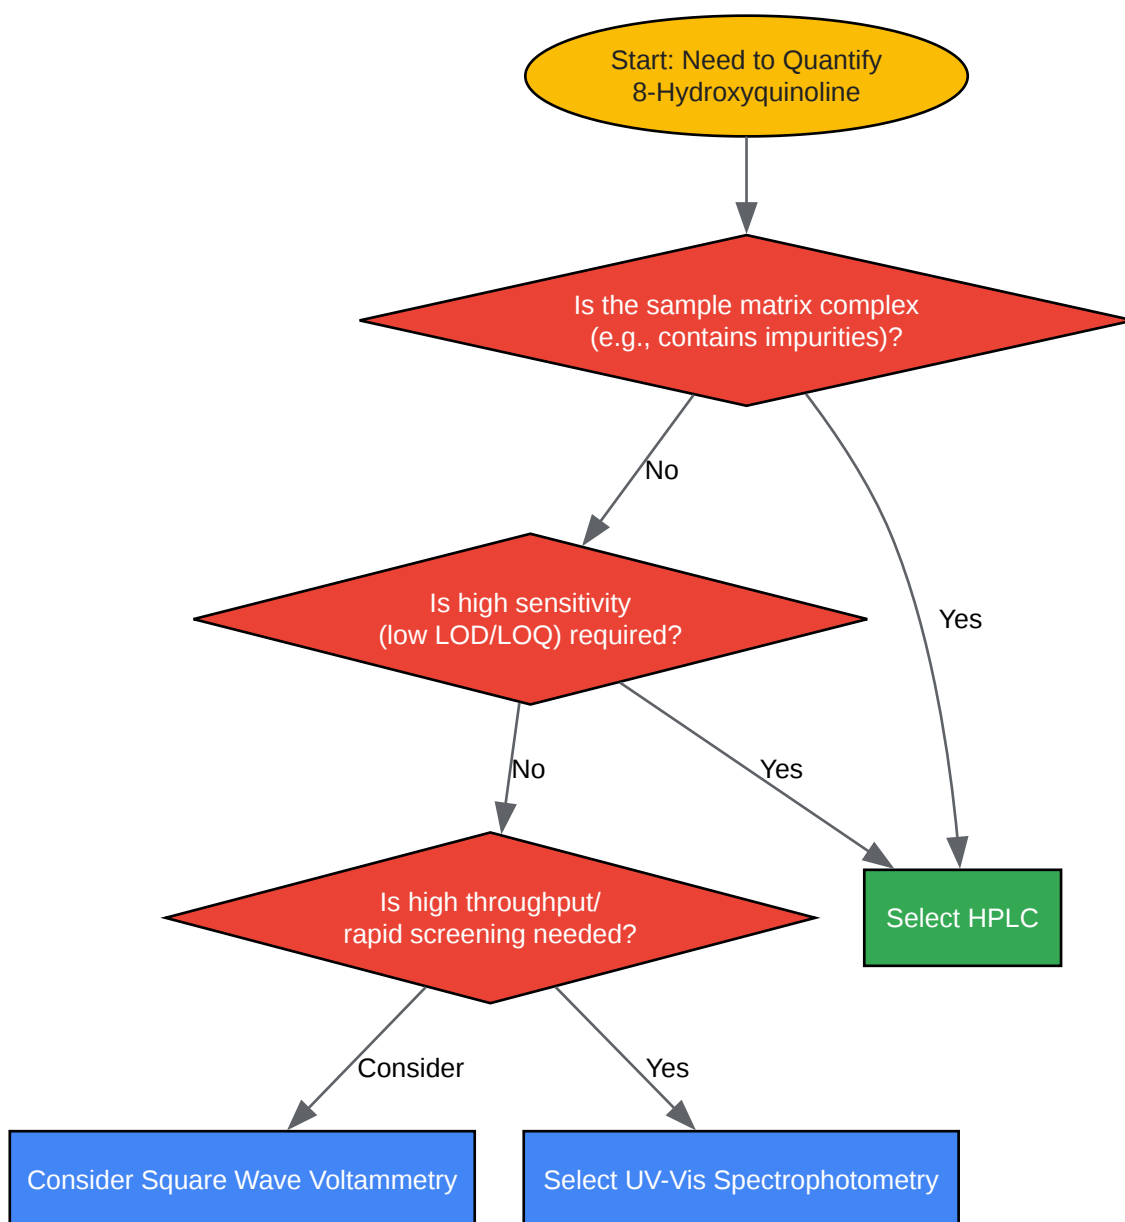 Start: Need to Quantify
8-Hydroxyquinoline
Is the sample matrix complex
(e.g., contains impurities)?
No
Yes
Is high sensitivity
(low LOD/LOQ) required?
No
Yes
Is high throughput/
rapid screening needed?
Select HPLC
Consider
Yes
Consider Square Wave Voltammetry
Select UV-Vis Spectrophotometry